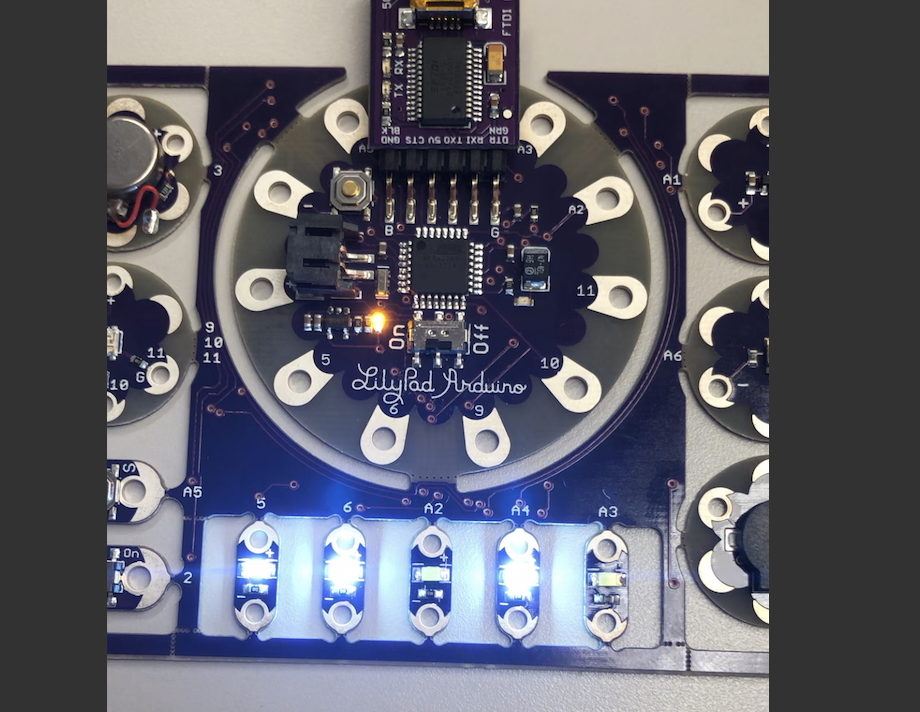 FTDI
TX RX
BLK GND CTS 5V TXO RXI DTR GRN
A3
3
A1
A2
B
G
11
9
10
11
On
Off
5
10
A6
LilyPad Arduino
6
9
11
10
G
S
A5
5
6
A2
A4
A3
On
2